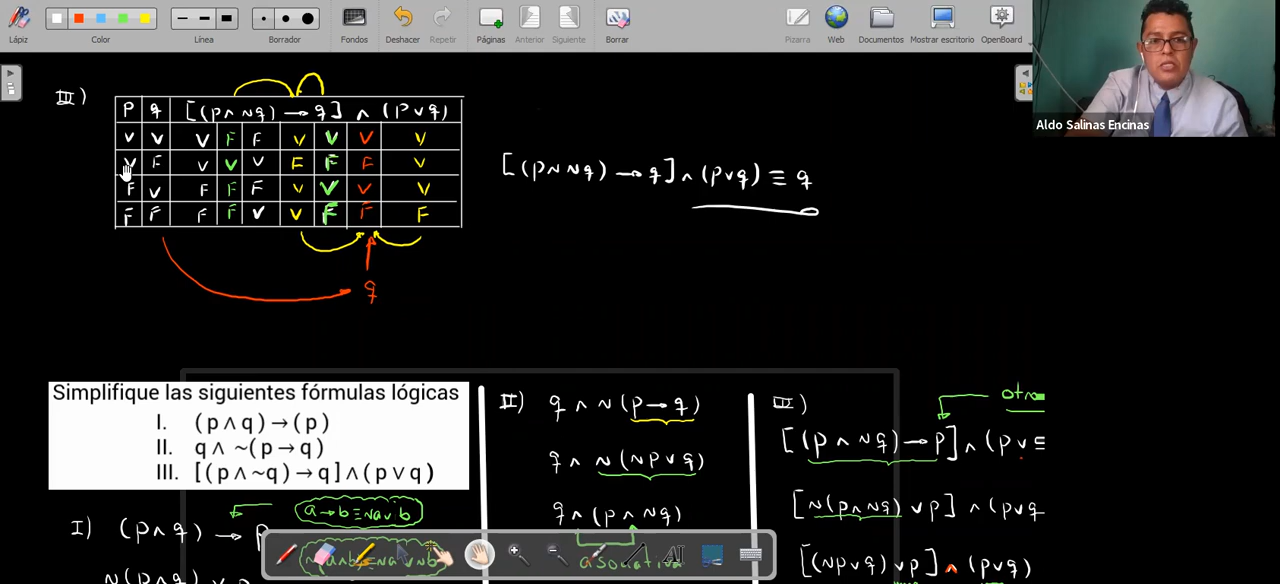 Lápiz Color Línea Borrador Fondos Deshacer Repetir Páginas Anterior Siguiente Borrar Pizarra Web Documentos Mostrar escritorio OpenBoard
Aldo Salinas Encinas
III)
p q [(p ∧ ~q) → q] ∧ (p ∨ q)
V V V F F V V V V
V F V V V F F F V
F V F F F V V V V
F F F F V V F F F
q
[(p ∧ ~q) → q] ∧ (p ∨ q) ≡ q
Simplifique las siguientes fórmulas lógicas
I. (p ∧ q) → (p)
II. q ∧ ~(p → q)
III. [(p ∧ ~q) → q] ∧ (p ∨ q)
I) (p ∧ q) → p
a → b ≡ ~a ∨ b
II) q ∧ ~(p → q)
q ∧ ~(~p ∨ q)
q ∧ (p ∧ ~q)
asociativa
III)
[(p ∧ ~q) → p] ∧ (p ∨
[~(p ∧ ~q) ∨ p] ∧ (p ∨ q
[(~p ∨ q) ∨ p] ∧ (p ∨ q)